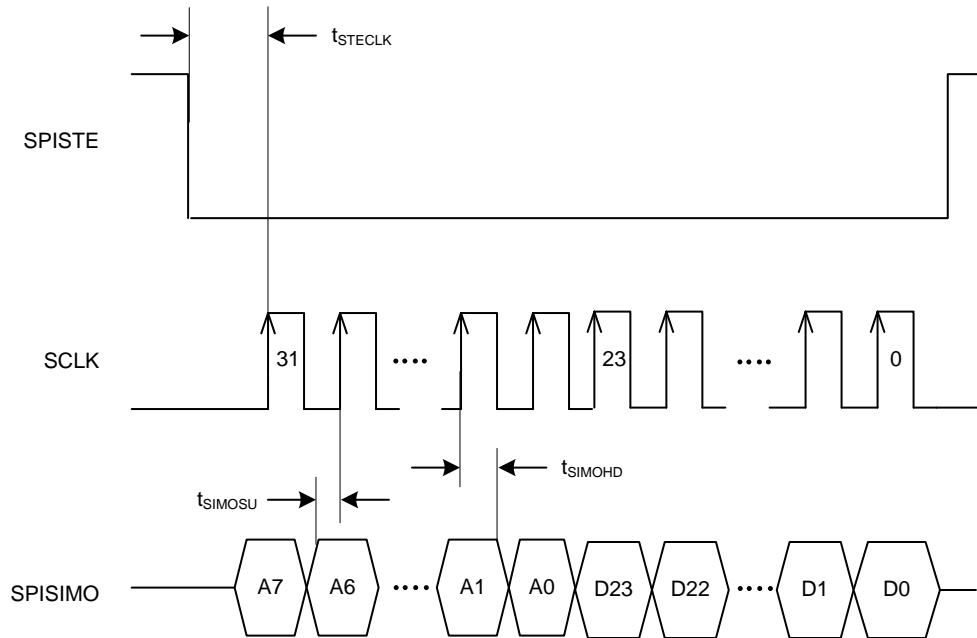 tSTECLK
SPISTE
SCLK
31
••••
23
••••
0
tSIMOHD
tSIMOSU
SPISIMO
A7
A6
••••
A1
A0
D23
D22
••••
D1
D0